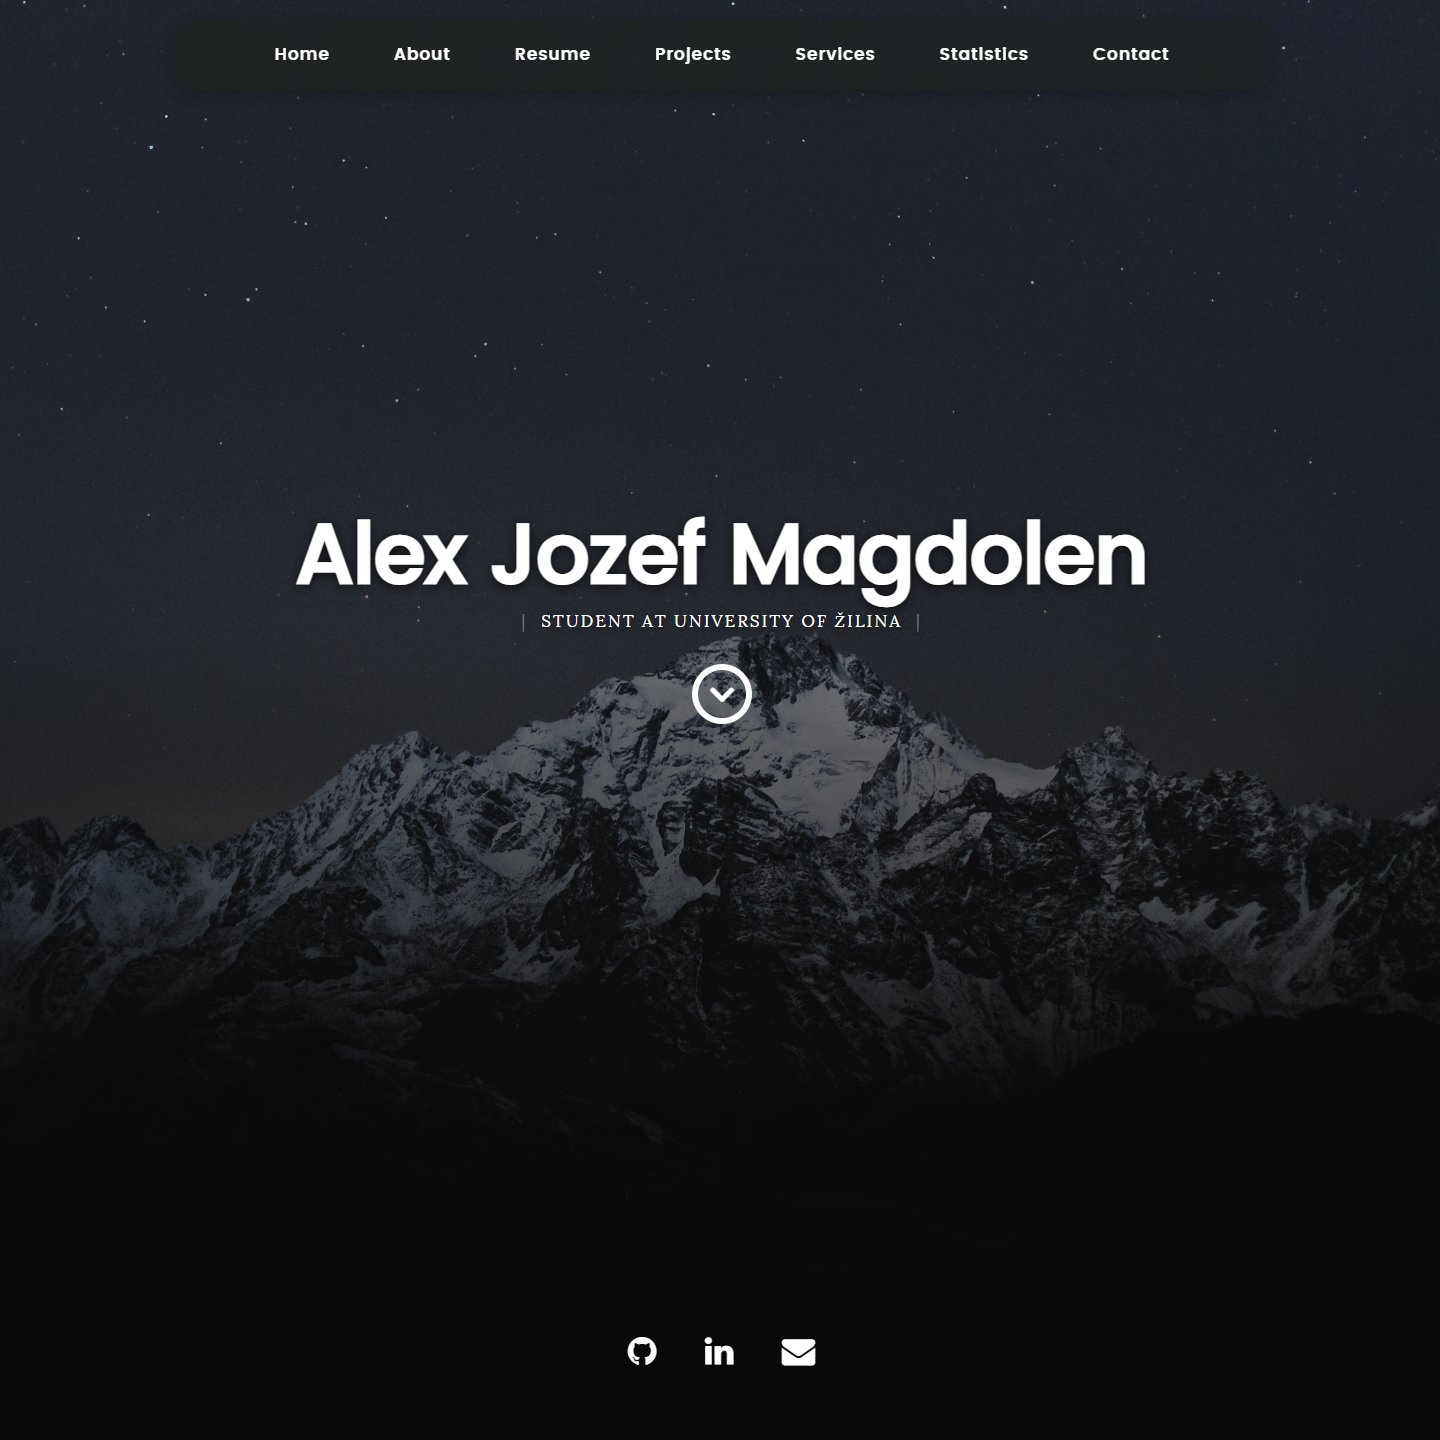 Home About Resume Projects Services Statistics Contact
Alex Jozef Magdolen
| STUDENT AT UNIVERSITY OF ŽILINA |